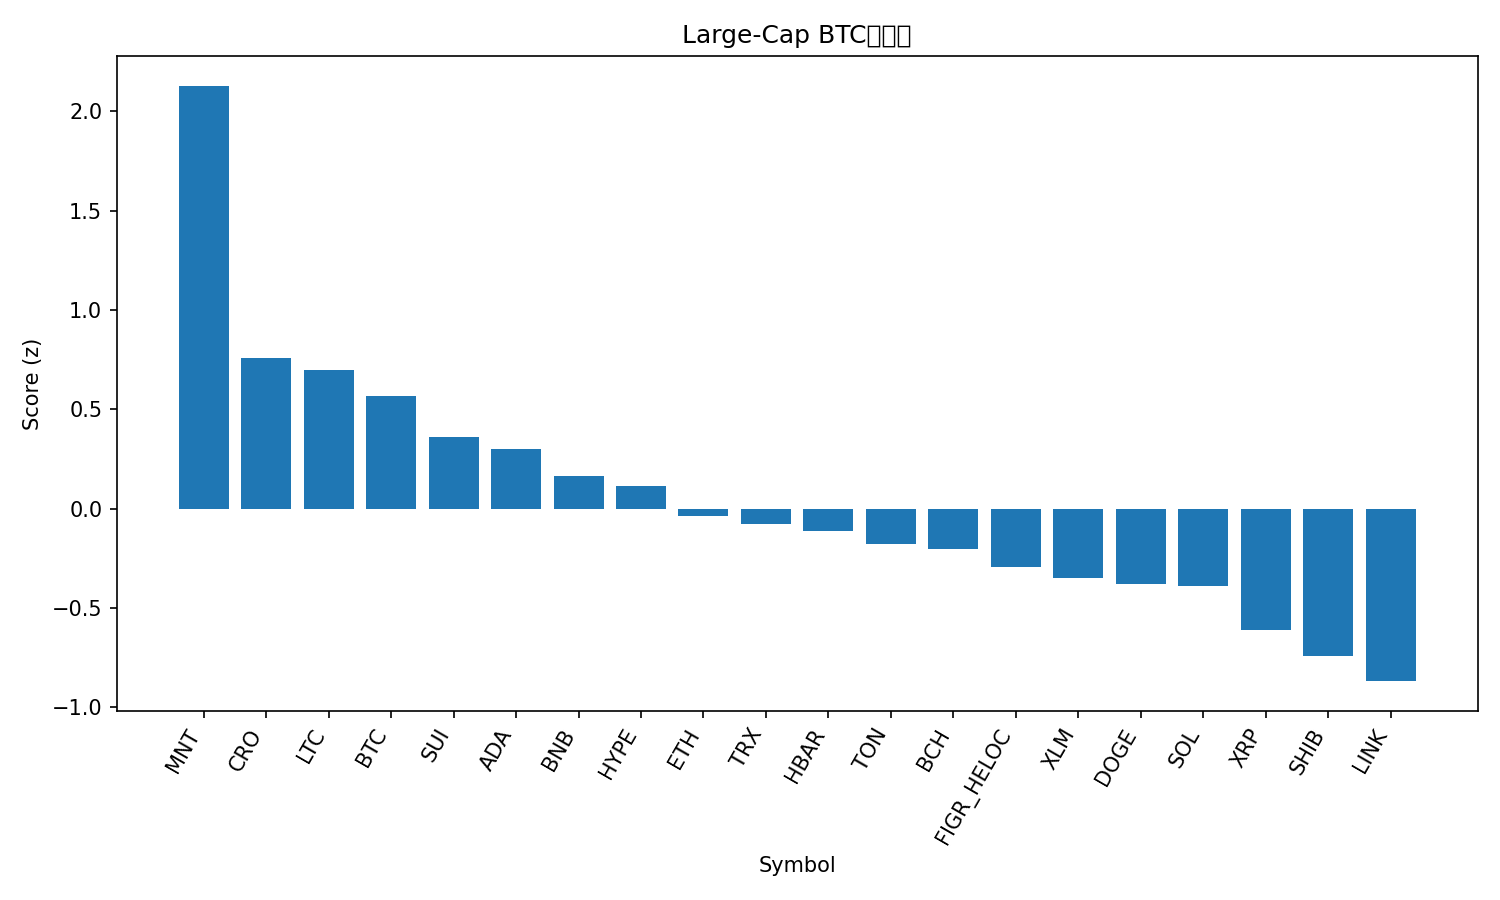 Large-Cap BTC
Score (z)
2.0
1.5
1.0
0.5
0.0
−0.5
−1.0
MNT
CRO
LTC
BTC
SUI
ADA
BNB
HYPE
ETH
TRX
HBAR
TON
BCH
FIGR_HELOC
XLM
DOGE
SOL
XRP
SHIB
LINK
Symbol